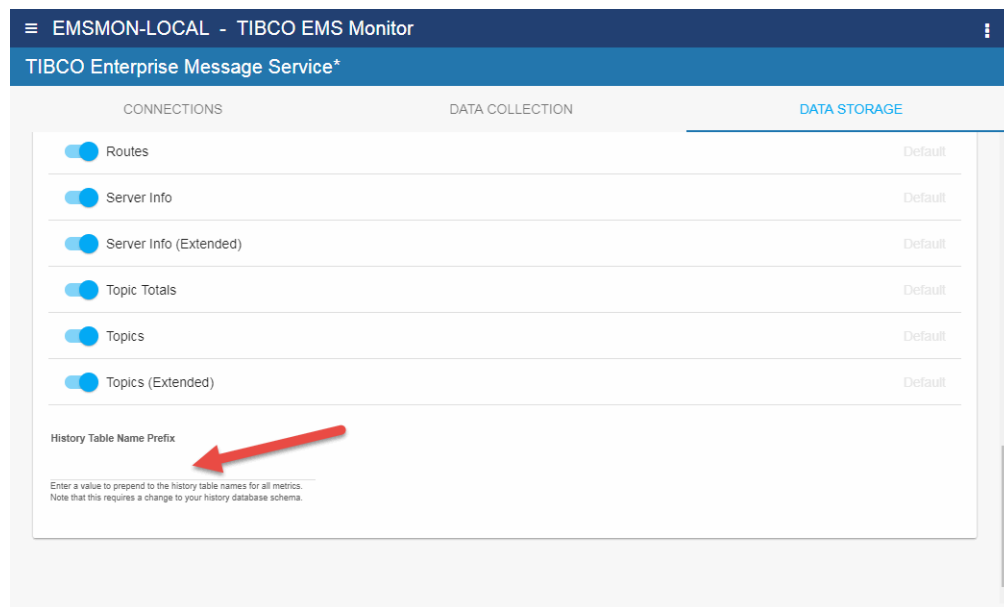 ≡ EMSMON-LOCAL - TIBCO EMS Monitor
TIBCO Enterprise Message Service*
CONNECTIONS DATA COLLECTION DATA STORAGE
Routes Default
Server Info Default
Server Info (Extended) Default
Topic Totals Default
Topics Default
Topics (Extended) Default
History Table Name Prefix
Enter a value to prepend to the history table names for all metrics.
Note that this requires a change to your history database schema.